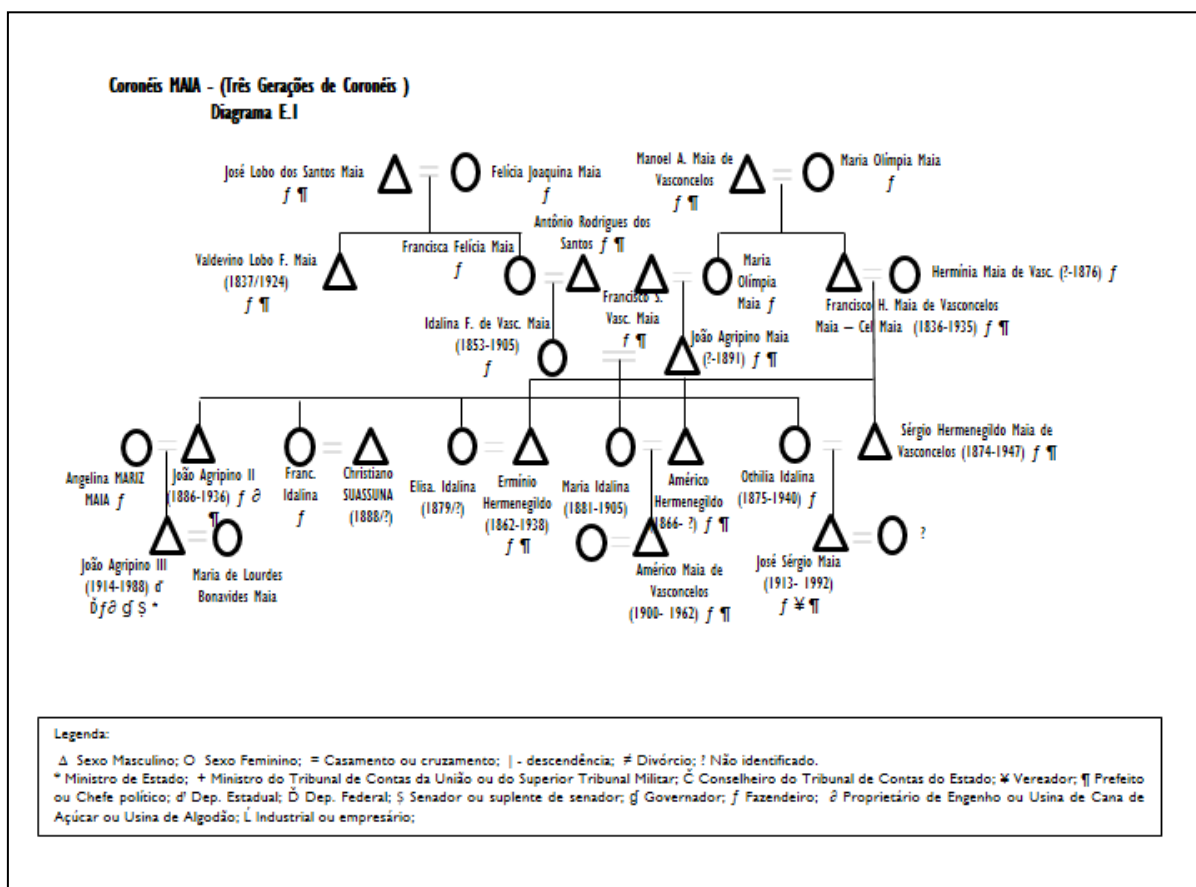 Coronéis MAIA - (Três Gerações de Coronéis )
Diagrama E.1
José Lobo dos Santos Maia
ƒ ¶
Felícia Joaquina Maia
ƒ
Manoel A. Maia de
Vasconcelos
ƒ ¶
Maria Olímpia Maia
ƒ
Valdevino Lobo F. Maia
(1837/1924)
ƒ ¶
Francisca Felícia Maia
ƒ
Antônio Rodrigues dos
Santos ƒ ¶
Francisco S.
Vasc. Maia
ƒ ¶
Maria
Olímpia
Maia ƒ
Francisco H. Maia de Vasconcelos
Maia – Cel Maia (1836-1935) ƒ ¶
Hermínia Maia de Vasc. (?-1876) ƒ
Idalina F. de Vasc. Maia
(1853-1905)
ƒ
João Agripino Maia
(?-1891) ƒ ¶
Angelina MARIZ
MAIA ƒ
João Agripino II
(1886-1936) ƒ ∂
¶
Franc.
Idalina
ƒ
Christiano
SUASSUNA
(1888/?)
Elisa. Idalina
(1879/?)
Ermínio
Hermenegildo
(1862-1938)
ƒ ¶
Maria Idalina
(1881-1905)
Américo
Hermenegildo
(1866- ?) ƒ ¶
Othilia Idalina
(1875-1940) ƒ
Sérgio Hermenegildo Maia de
Vasconcelos (1874-1947) ƒ ¶
João Agripino III
(1914-1988) ď
Ďƒ∂ ɠ Ş *
Maria de Lourdes
Bonavides Maia
Américo Maia de
Vasconcelos
(1900- 1962) ƒ ¶
José Sérgio Maia
(1913- 1992)
ƒ ¥ ¶
?
Legenda:
Δ Sexo Masculino; O Sexo Feminino; = Casamento ou cruzamento; | - descendência; ≠ Divórcio; ? Não identificado.
* Ministro de Estado; + Ministro do Tribunal de Contas da União ou do Superior Tribunal Militar; Č Conselheiro do Tribunal de Contas do Estado; ¥ Vereador; ¶ Prefeito
ou Chefe político; ď Dep. Estadual; Ď Dep. Federal; Ş Senador ou suplente de senador; ɠ Governador; ƒ Fazendeiro; ∂ Proprietário de Engenho ou Usina de Cana de
Açúcar ou Usina de Algodão; Ĺ Industrial ou empresário;